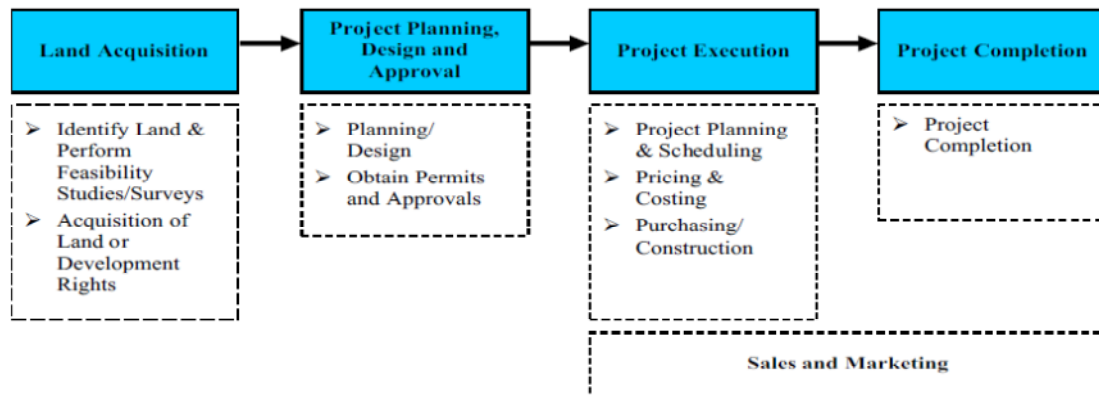 Land Acquisition
Project Planning,
Design and
Approval
Project Execution
Project Completion
➢ Identify Land &
Perform
Feasibility
Studies/Surveys
➢ Acquisition of
Land or
Development
Rights
➢ Planning/
Design
➢ Obtain Permits
and Approvals
➢ Project Planning
& Scheduling
➢ Pricing &
Costing
➢ Purchasing/
Construction
➢ Project
Completion
Sales and Marketing